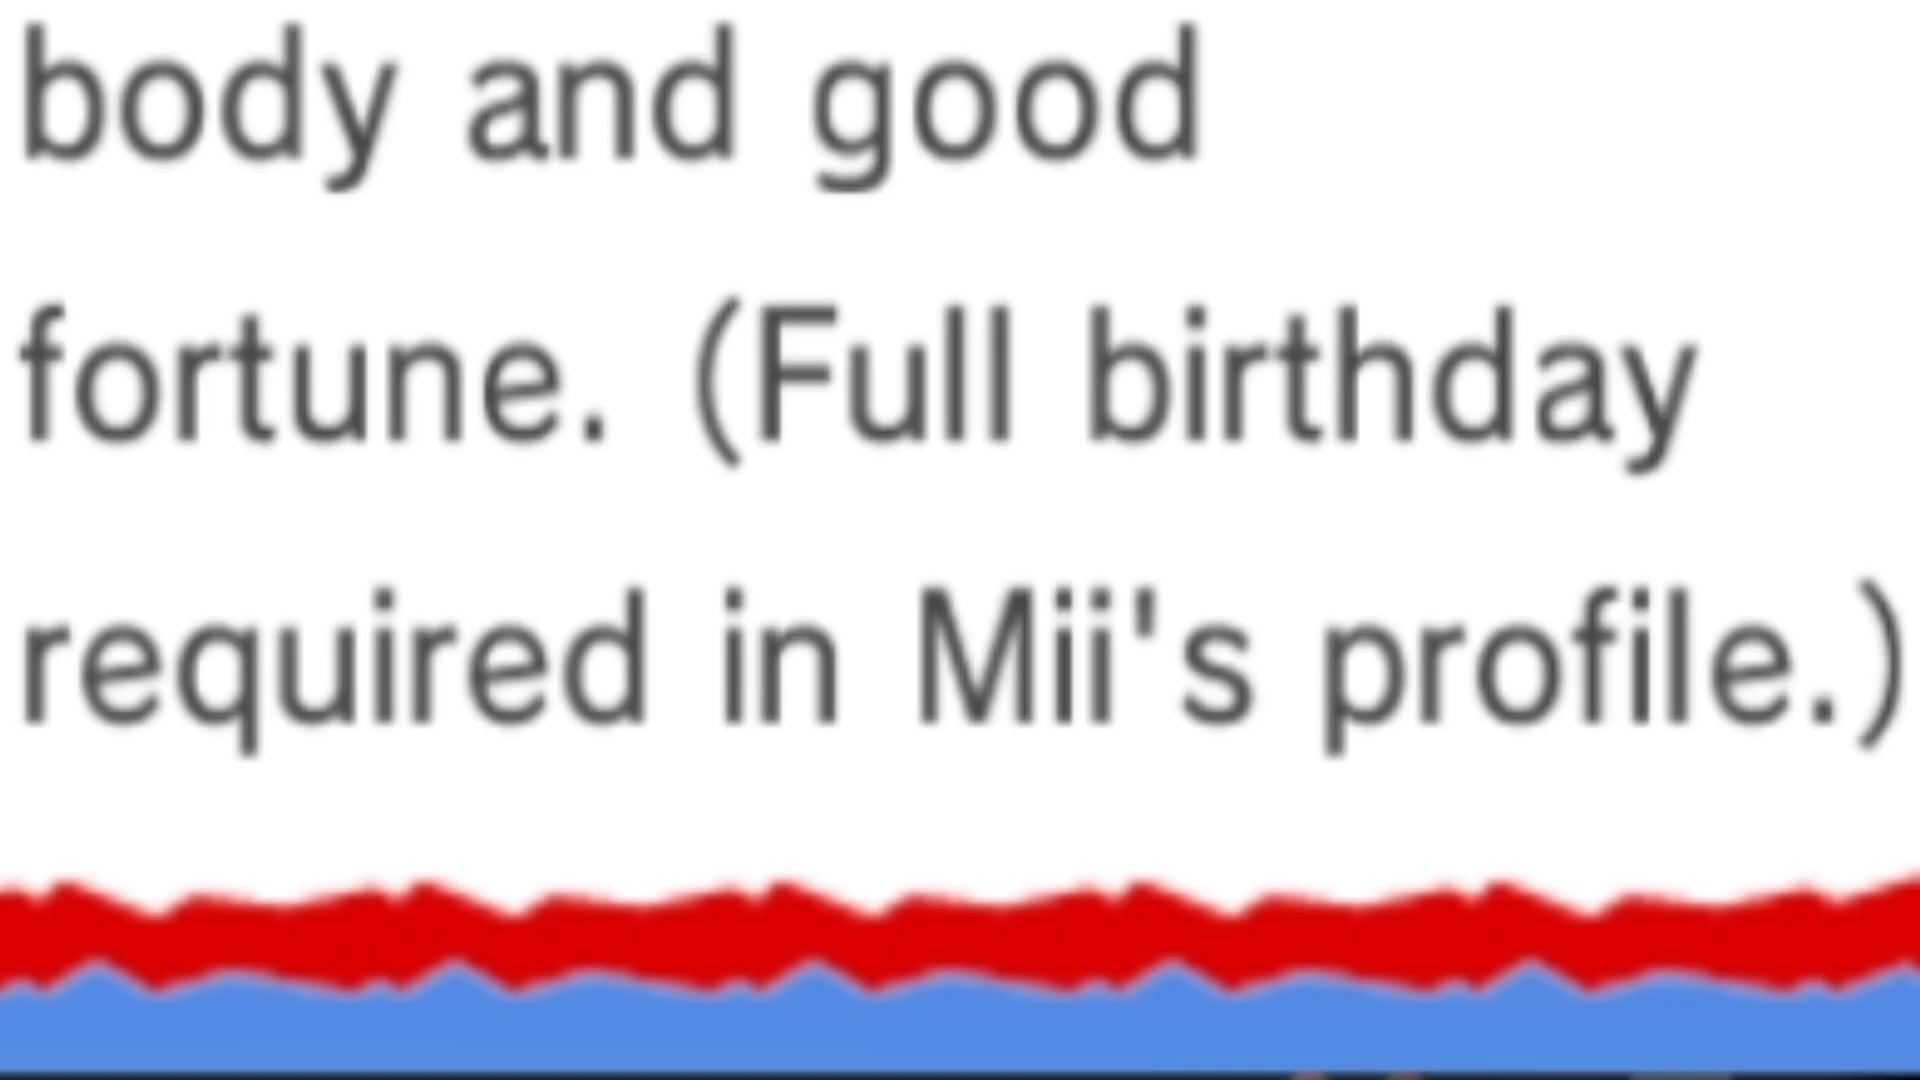 body and good
fortune. (Full birthday
required in Mii's profile.)